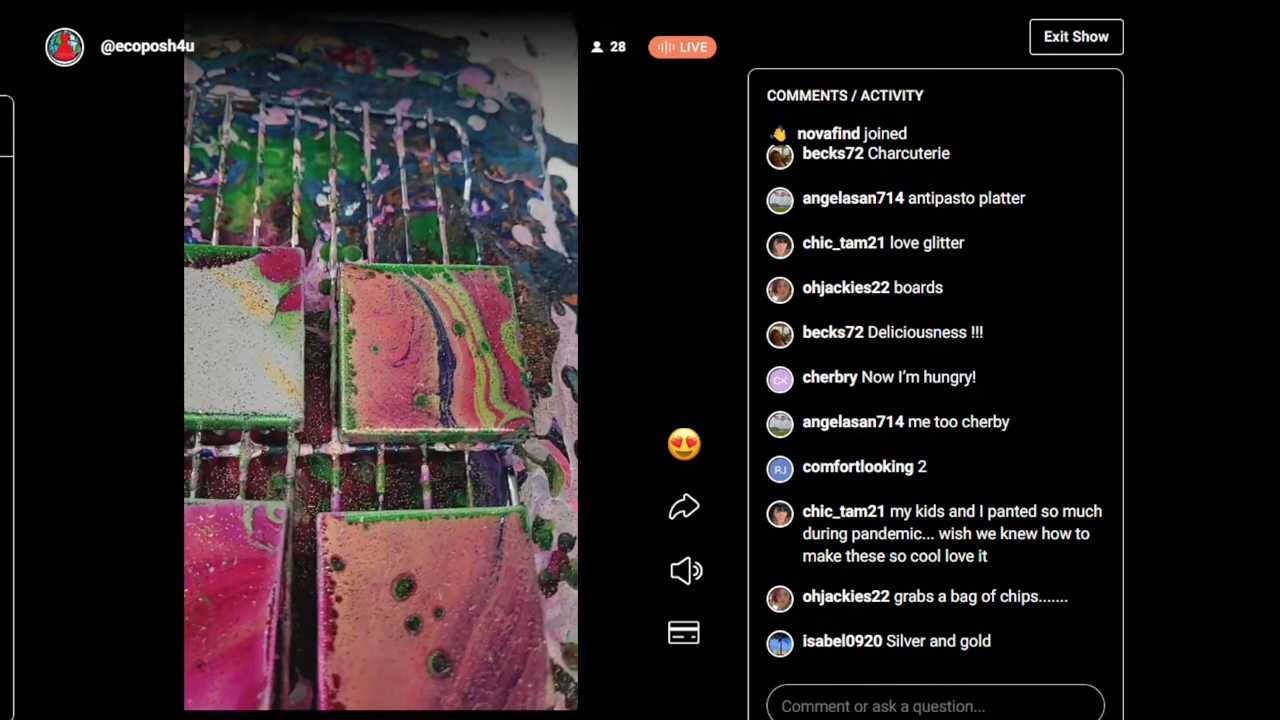 @ecoposh4u
28
LIVE
Exit Show
COMMENTS / ACTIVITY
novafind joined
becks72 Charcuterie
angelasan714 antipasto platter
chic_tam21 love glitter
ohjackies22 boards
becks72 Deliciousness !!!
CK
cherbry Now I'm hungry!
angelasan714 me too cherby
RJ
comfortlooking 2
chic_tam21 my kids and I panted so much
during pandemic... wish we knew how to
make these so cool love it
ohjackies22 grabs a bag of chips.......
isabel0920 Silver and gold
Comment or ask a question...